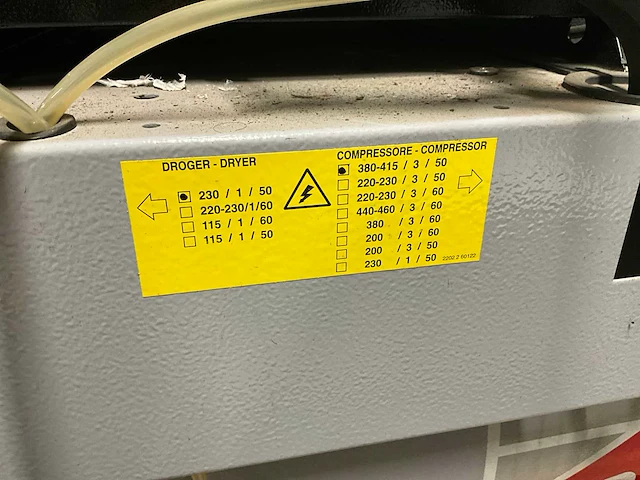 DROGER - DRYER
230 / 1 / 50
220-230/1/60
115 / 1 / 60
115 / 1 / 50
COMPRESSORE - COMPRESSOR
380-415 / 3 / 50
220-230 / 3 / 50
220-230 / 3 / 60
440-460 / 3 / 60
380 / 3 / 60
200 / 3 / 60
200 / 3 / 50
230 / 1 / 50
2202 2 60122